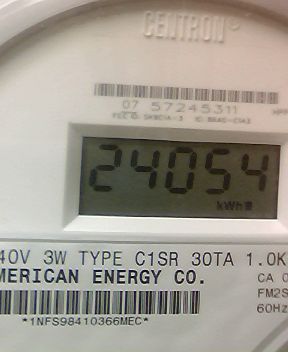 CENTRON®
07 57245311
24054
kWh
40V 3W TYPE C1SR 30TA 1.0K
MERICAN ENERGY CO.
CA 0
FM2S
60Hz
*1NFS98410366MEC*